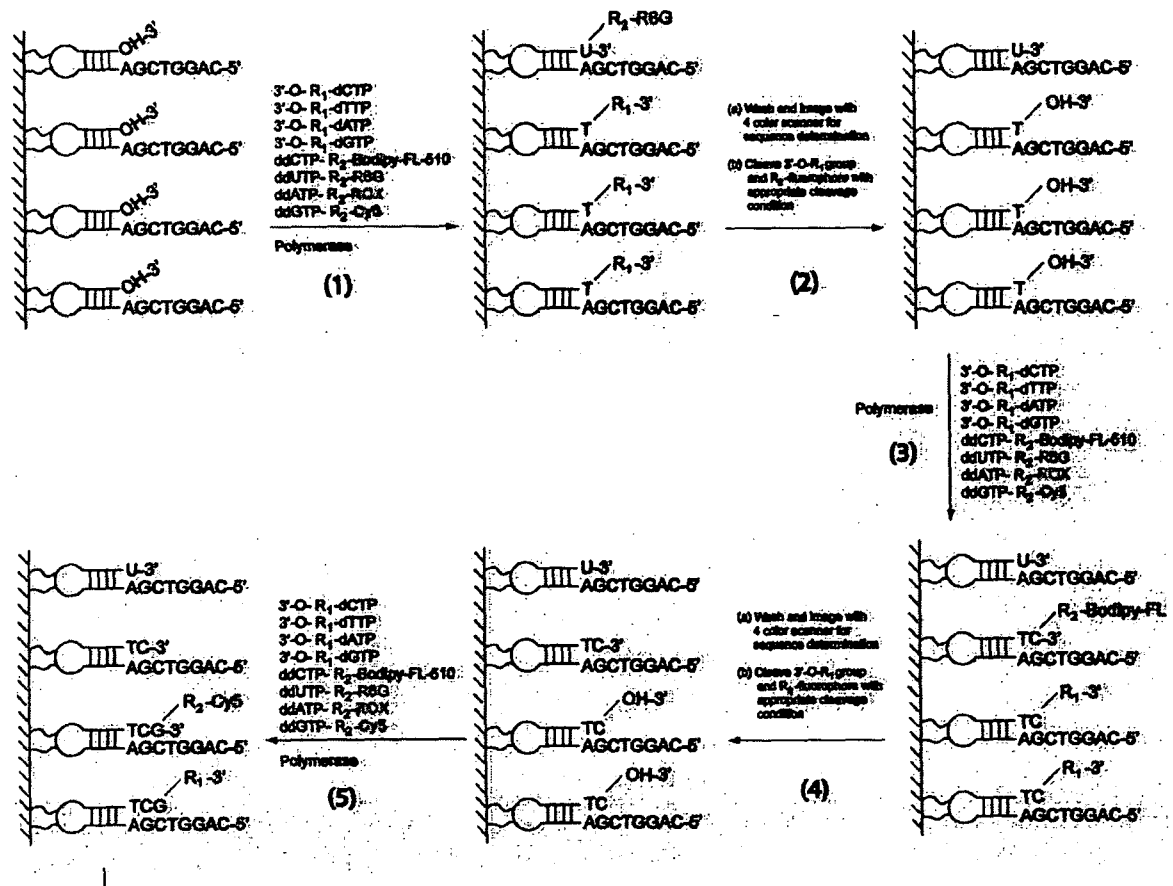 OH-3'
AGCTGGAC-5'
OH-3'
AGCTGGAC-5'
OH-3'
AGCTGGAC-5'
OH-3'
AGCTGGAC-5'
3'-O- R1-dCTP
3'-O- R1-dTTP
3'-O- R1-dATP
3'-O- R1-dGTP
ddCTP- R2-Bodipy-FL-510
ddUTP- R2-R6G
ddATP- R2-ROX
ddGTP- R2-Cy5
Polymerase
(1)
R2-R6G
U-3'
AGCTGGAC-5'
R1-3'
T
AGCTGGAC-5'
R1-3'
T
AGCTGGAC-5'
R1-3'
T
AGCTGGAC-5'
(a) Wash and image with
4 color scanner for
sequence determination
(b) Cleave 3'-O-R1 group
and R2-fluorophore with
appropriate cleavage
condition
(2)
U-3'
AGCTGGAC-5'
OH-3'
T
AGCTGGAC-5'
OH-3'
T
AGCTGGAC-5'
OH-3'
T
AGCTGGAC-5'
Polymerase
(3)
3'-O- R1-dCTP
3'-O- R1-dTTP
3'-O- R1-dATP
3'-O- R1-dGTP
ddCTP- R2-Bodipy-FL-510
ddUTP- R2-R6G
ddATP- R2-ROX
ddGTP- R2-Cy5
U-3'
AGCTGGAC-5'
R2-Bodipy-FL
TC-3'
AGCTGGAC-5'
R1-3'
TC
AGCTGGAC-5'
R1-3'
TC
AGCTGGAC-5'
(a) Wash and image with
4 color scanner for
sequence determination
(b) Cleave 3'-O-R1 group
and R2-fluorophore with
appropriate cleavage
condition
(4)
U-3'
AGCTGGAC-5'
TC-3'
AGCTGGAC-5'
OH-3'
TC
AGCTGGAC-5'
OH-3'
TC
AGCTGGAC-5'
3'-O- R1-dCTP
3'-O- R1-dTTP
3'-O- R1-dATP
3'-O- R1-dGTP
ddCTP- R2-Bodipy-FL-510
ddUTP- R2-R6G
ddATP- R2-ROX
ddGTP- R2-Cy5
Polymerase
(5)
U-3'
AGCTGGAC-5'
TC-3'
AGCTGGAC-5'
R2-Cy5
TCG-3'
AGCTGGAC-5'
R1-3'
TCG
AGCTGGAC-5'